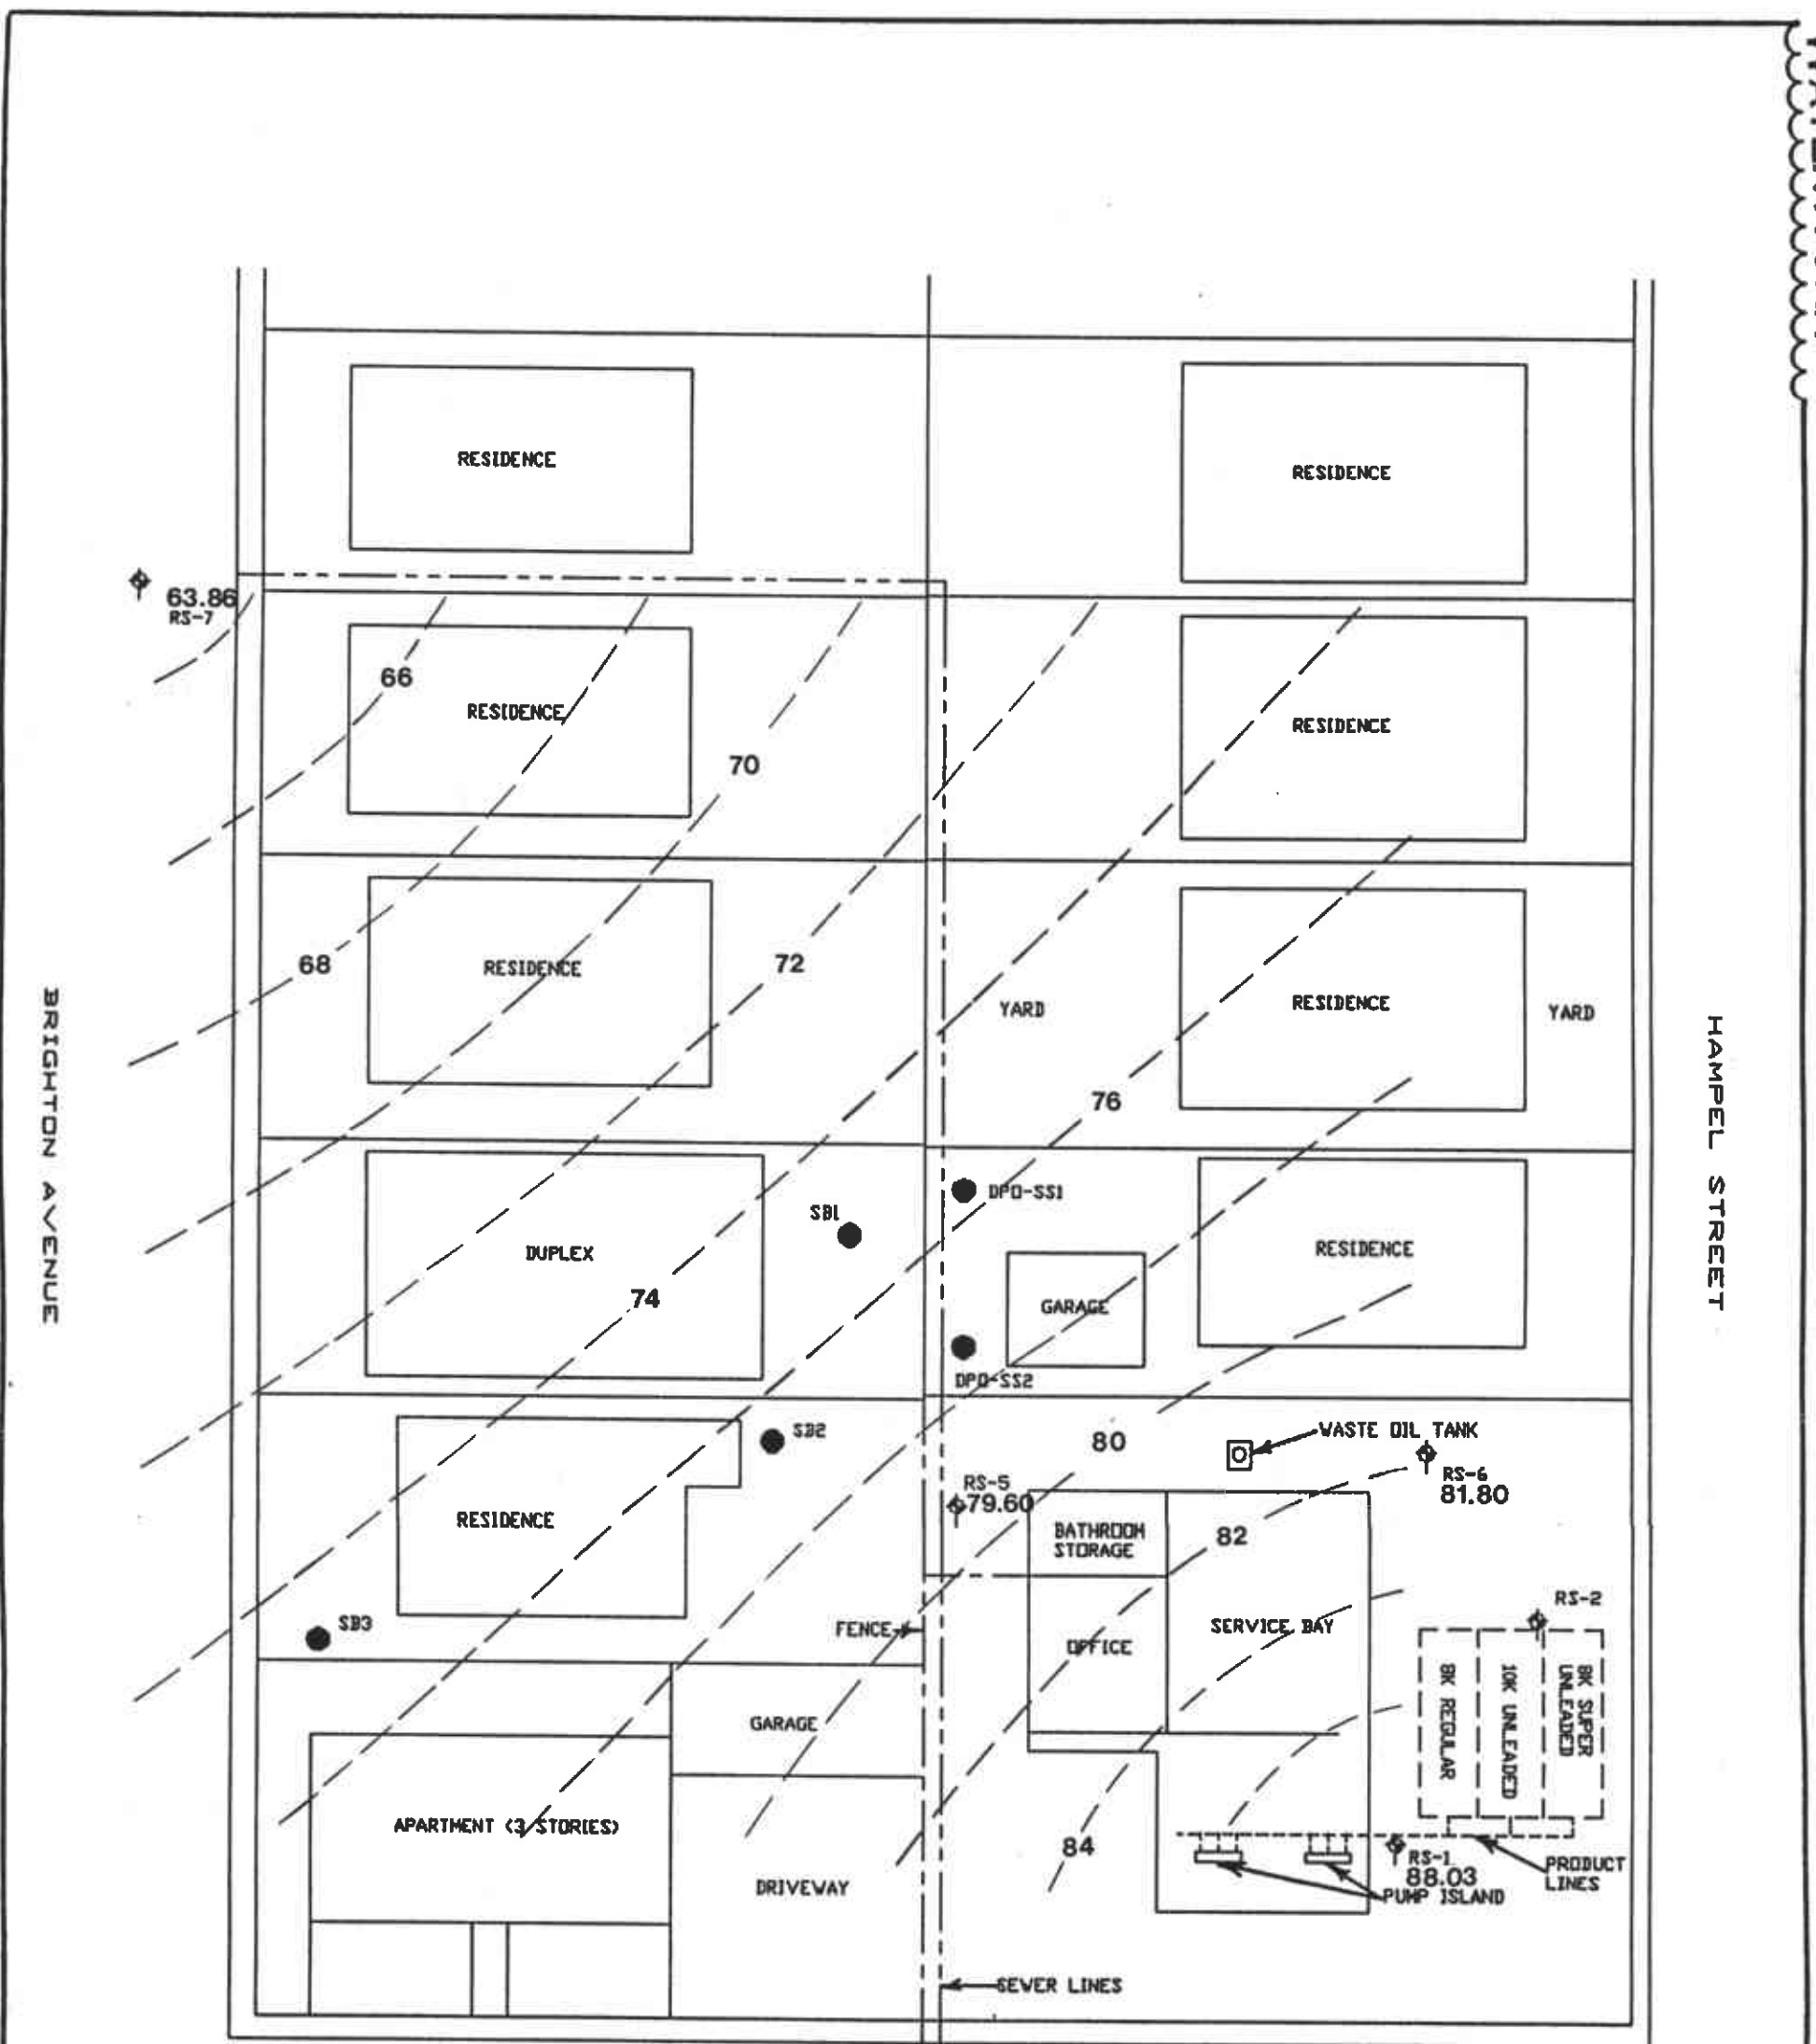 RESIDENCE
RESIDENCE
63.86
RS-7
66
RESIDENCE
RESIDENCE
70
68
RESIDENCE
72
YARD
RESIDENCE
YARD
BRIGHTON AVENUE
HAMPEL STREET
76
DPO-SS1
SB1
DUPLEX
RESIDENCE
74
GARAGE
DPO-SS2
SB2
80
WASTE OIL TANK
RS-5
79.60
RS-6
81.80
RESIDENCE
BATHROOM
STORAGE
82
SB3
FENCE
OFFICE
SERVICE BAY
RS-2
8K REGULAR
10K UNLEADED
8K SUPER
UNLEADED
GARAGE
APARTMENT (3 STORIES)
84
RS-1
88.03
PRODUCT
LINES
PUMP ISLAND
DRIVEWAY
SEWER LINES